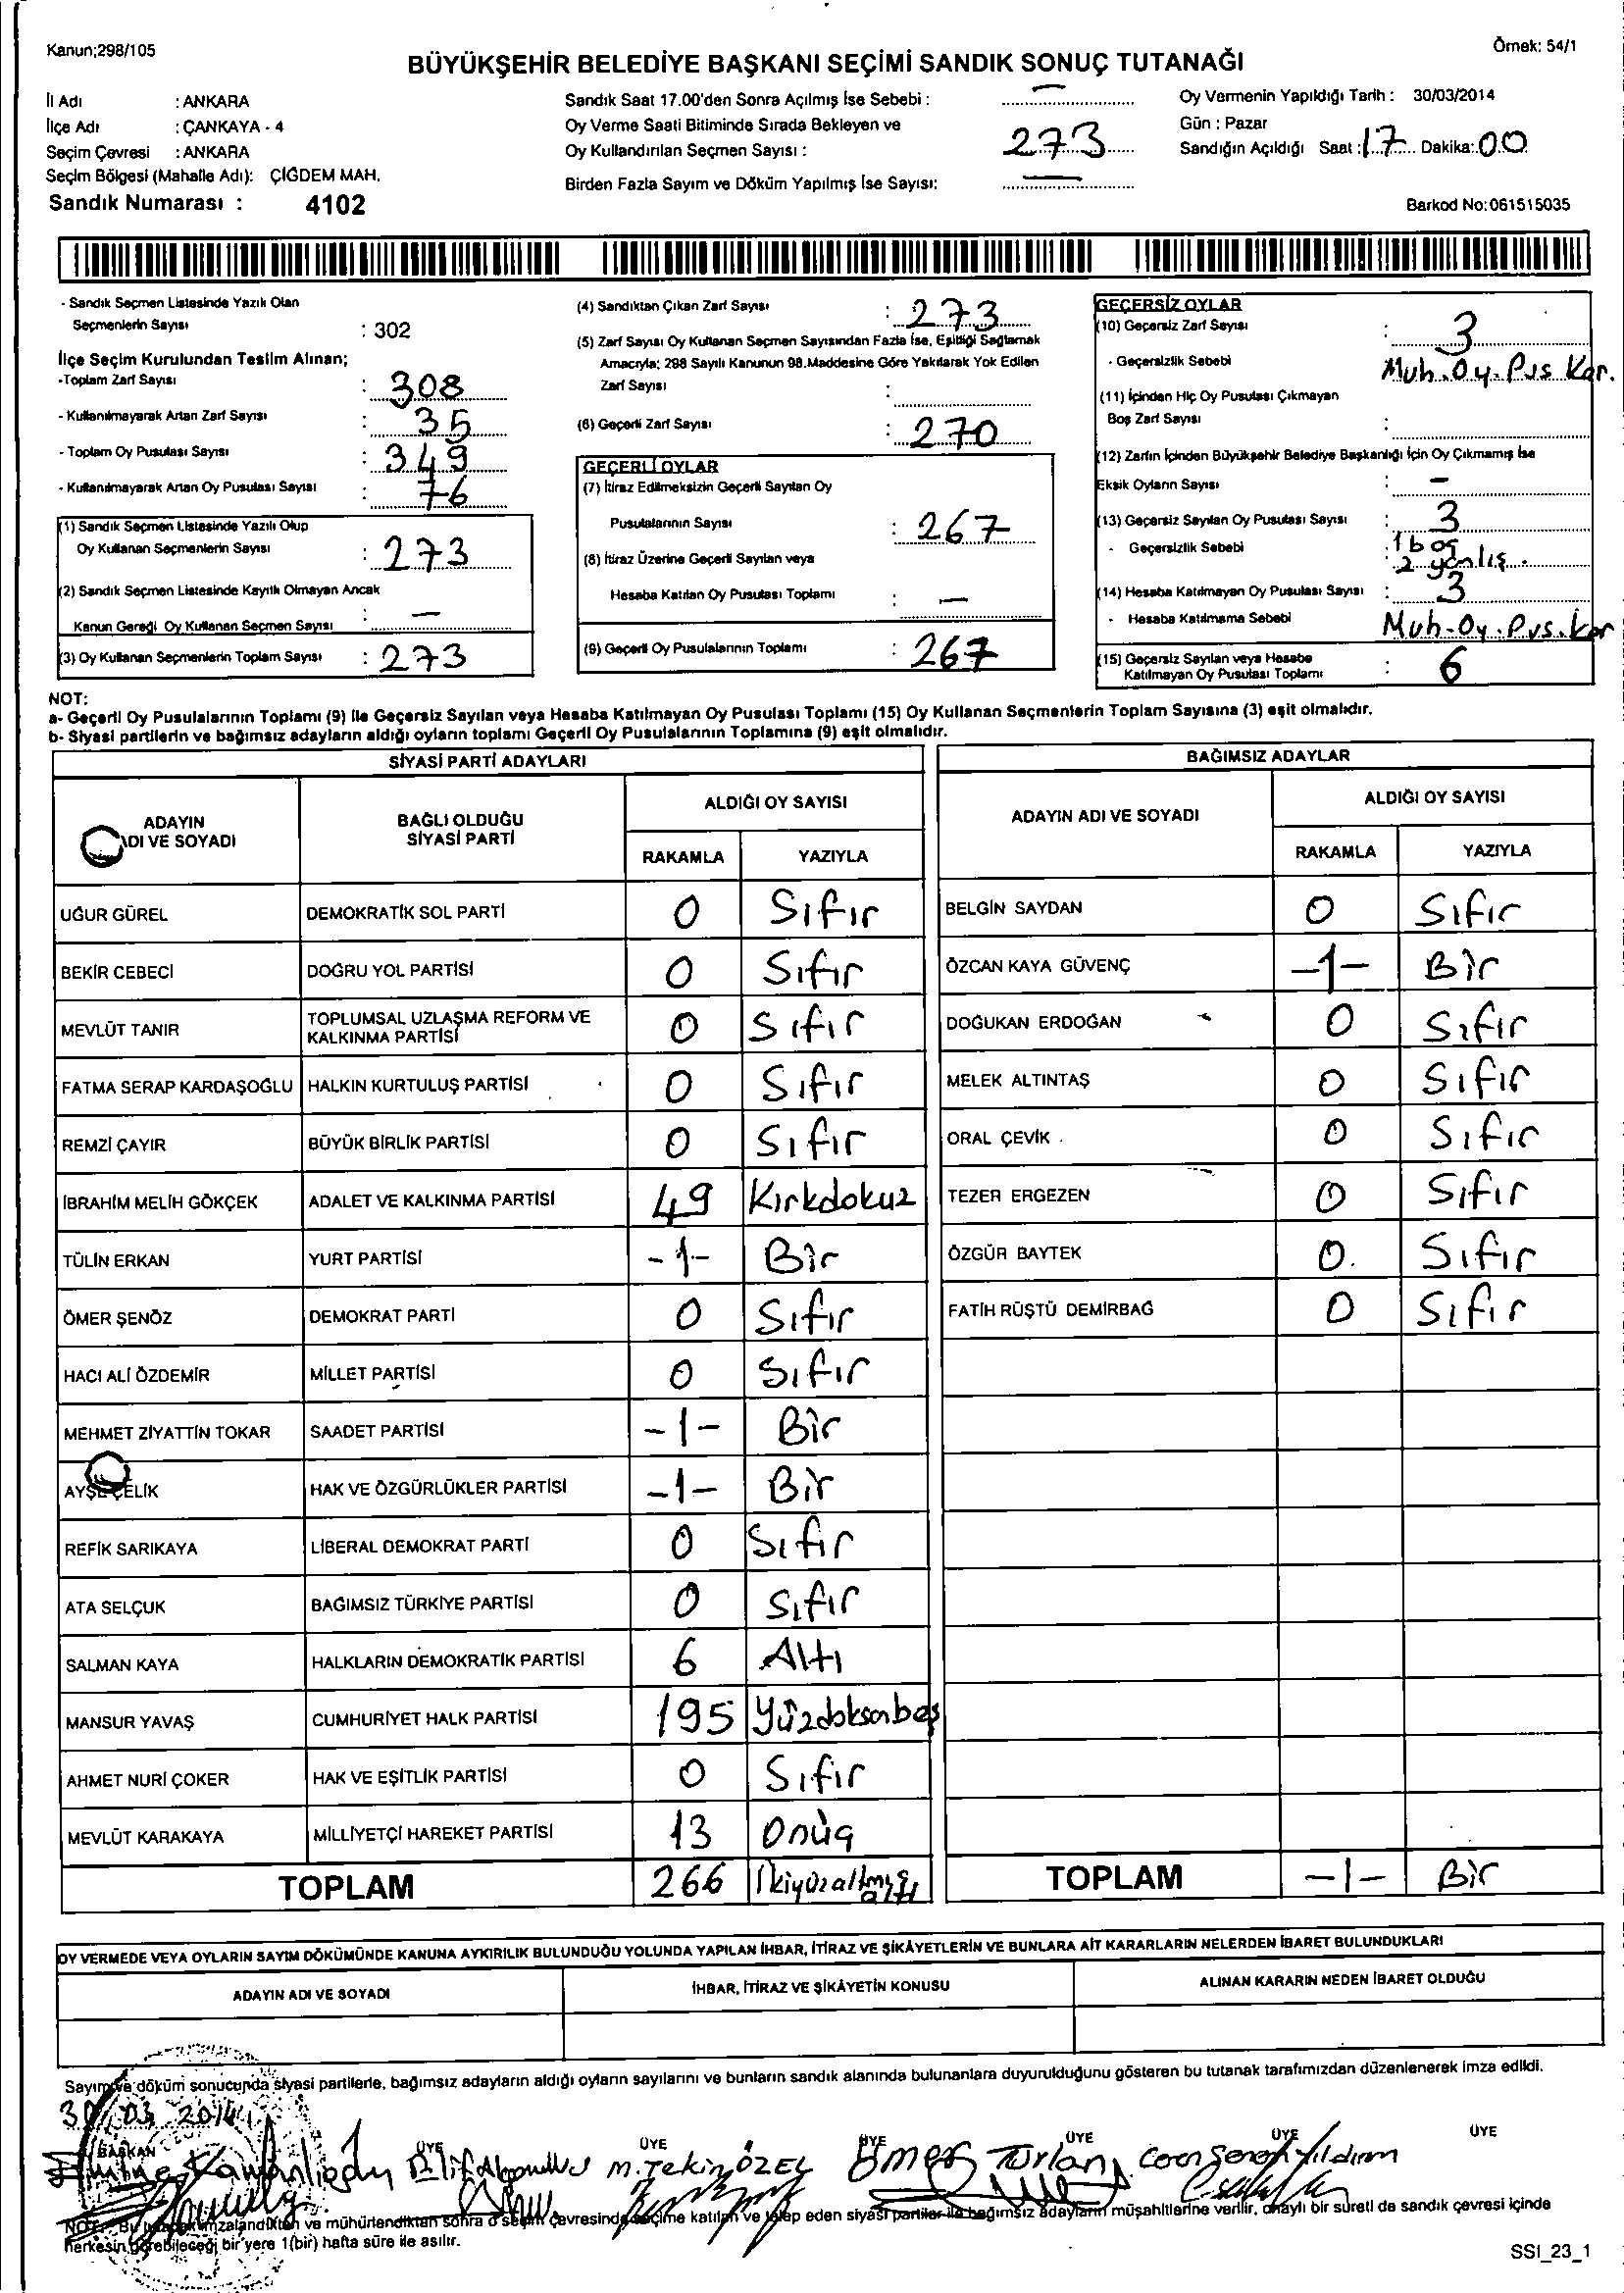 Kanun;298/105
Örnek: 54/1
BÜYÜKŞEHİR BELEDİYE BAŞKANI SEÇİMİ SANDIK SONUÇ TUTANAĞI
İl Adı : ANKARA
İlçe Adı : ÇANKAYA - 4
Seçim Çevresi : ANKARA
Seçim Bölgesi (Mahalle Adı): ÇİĞDEM MAH.
Sandık Numarası : 4102
Sandık Saat 17.00'den Sonra Açılmış İse Sebebi : —
Oy Verme Saati Bitiminde Sırada Bekleyen ve
Oy Kullandırılan Seçmen Sayısı : 273
Birden Fazla Sayım ve Döküm Yapılmış İse Sayısı: —
Oy Vermenin Yapıldığı Tarih : 30/03/2014
Gün : Pazar
Sandığın Açıldığı Saat : 17 Dakika: 00
Barkod No:061515035
- Sandık Seçmen Listesinde Yazılı Olan
Seçmenlerin Sayısı : 302
İlçe Seçim Kurulundan Teslim Alınan;
-Toplam Zarf Sayısı : 308
- Kullanılmayarak Artan Zarf Sayısı : 35
- Toplam Oy Pusulası Sayısı : 349
- Kullanılmayarak Artan Oy Pusulası Sayısı : 76
(1) Sandık Seçmen Listesinde Yazılı Olup
Oy Kullanan Seçmenlerin Sayısı : 273
(2) Sandık Seçmen Listesinde Kayıtlı Olmayan Ancak
Kanun Gereği Oy Kullanan Seçmen Sayısı : —
(3) Oy Kullanan Seçmenlerin Toplam Sayısı : 273
(4) Sandıktan Çıkan Zarf Sayısı : 273
(5) Zarf Sayısı Oy Kullanan Seçmen Sayısından Fazla İse, Eşitliği Sağlamak
Amacıyla; 298 Sayılı Kanunun 98.Maddesine Göre Yakılarak Yok Edilen
Zarf Sayısı :
(6) Geçerli Zarf Sayısı : 270
GEÇERLİ OYLAR
(7) İtiraz Edilmeksizin Geçerli Sayılan Oy
Pusulalarının Sayısı : 267
(8) İtiraz Üzerine Geçerli Sayılan veya
Hesaba Katılan Oy Pusulası Toplamı : —
(9) Geçerli Oy Pusulalarının Toplamı : 267
GEÇERSİZ OYLAR
(10) Geçersiz Zarf Sayısı : 3
- Geçersizlik Sebebi Muh. Oy. Pus Kar.
(11) İçinden Hiç Oy Pusulası Çıkmayan
Boş Zarf Sayısı :
(12) Zarfın İçinden Büyükşehir Belediye Başkanlığı İçin Oy Çıkmamış İse
Eksik Oyların Sayısı : —
(13) Geçersiz Sayılan Oy Pusulası Sayısı : 3
- Geçersizlik Sebebi : 1 boş
2 yanlış.
(14) Hesaba Katılmayan Oy Pusulası Sayısı : 3
- Hesaba Katılmama Sebebi Muh. Oy. Pus. Kar
(15) Geçersiz Sayılan veya Hesaba
Katılmayan Oy Pusulası Toplamı : 6
NOT:
a- Geçerli Oy Pusulalarının Toplamı (9) ile Geçersiz Sayılan veya Hesaba Katılmayan Oy Pusulası Toplamı (15) Oy Kullanan Seçmenlerin Toplam Sayısına (3) eşit olmalıdır.
b- Siyasi partilerin ve bağımsız adayların aldığı oyların toplamı Geçerli Oy Pusulalarının Toplamına (9) eşit olmalıdır.
SİYASİ PARTİ ADAYLARI
ADAYIN
ADI VE SOYADI
BAĞLI OLDUĞU
SİYASİ PARTİ
ALDIĞI OY SAYISI
RAKAMLA YAZIYLA
UĞUR GÜREL DEMOKRATİK SOL PARTİ 0 Sıfır
BEKİR CEBECİ DOĞRU YOL PARTİSİ 0 Sıfır
MEVLÜT TANIR TOPLUMSAL UZLAŞMA REFORM VE
KALKINMA PARTİSİ 0 Sıfır
FATMA SERAP KARDAŞOĞLU HALKIN KURTULUŞ PARTİSİ 0 Sıfır
REMZİ ÇAYIR BÜYÜK BİRLİK PARTİSİ 0 Sıfır
İBRAHİM MELİH GÖKÇEK ADALET VE KALKINMA PARTİSİ 49 Kırkdokuz
TÜLİN ERKAN YURT PARTİSİ -1- Bir
ÖMER ŞENÖZ DEMOKRAT PARTİ 0 Sıfır
HACI ALİ ÖZDEMİR MİLLET PARTİSİ 0 Sıfır
MEHMET ZİYATTİN TOKAR SAADET PARTİSİ -1- Bir
AYŞE ÇELİK HAK VE ÖZGÜRLÜKLER PARTİSİ -1- Bir
REFİK SARIKAYA LİBERAL DEMOKRAT PARTİ 0 Sıfır
ATA SELÇUK BAĞIMSIZ TÜRKİYE PARTİSİ 0 Sıfır
SALMAN KAYA HALKLARIN DEMOKRATİK PARTİSİ 6 Altı
MANSUR YAVAŞ CUMHURİYET HALK PARTİSİ 195 Yüzdoksanbeş
AHMET NURİ ÇOKER HAK VE EŞİTLİK PARTİSİ 0 Sıfır
MEVLÜT KARAKAYA MİLLİYETÇİ HAREKET PARTİSİ 13 Onüç
TOPLAM 266 İkiyüzaltmışaltı
BAĞIMSIZ ADAYLAR
ADAYIN ADI VE SOYADI
ALDIĞI OY SAYISI
RAKAMLA YAZIYLA
BELGİN SAYDAN 0 Sıfır
ÖZCAN KAYA GÜVENÇ -1- Bir
DOĞUKAN ERDOĞAN 0 Sıfır
MELEK ALTINTAŞ 0 Sıfır
ORAL ÇEVİK 0 Sıfır
TEZER ERGEZEN 0 Sıfır
ÖZGÜR BAYTEK 0 Sıfır
FATİH RÜŞTÜ DEMİRBAĞ 0 Sıfır
TOPLAM -1- Bir
OY VERMEDE VEYA OYLARIN SAYIM DÖKÜMÜNDE KANUNA AYKIRILIK BULUNDUĞU YOLUNDA YAPILAN İHBAR, İTİRAZ VE ŞİKÂYETLERİN VE BUNLARA AİT KARARLARIN NELERDEN İBARET BULUNDUKLARI
ADAYIN ADI VE SOYADI
İHBAR, İTİRAZ VE ŞİKÂYETİN KONUSU
ALINAN KARARIN NEDEN İBARET OLDUĞU
Sayım ve döküm sonucunda siyasi partilerle, bağımsız adayların aldığı oyların sayılarını ve bunların sandık alanında bulunanlara duyurulduğunu gösteren bu tutanak tarafımızdan düzenlenerek imza edildi.
30/03/2014
BAŞKAN ÜYE ÜYE ÜYE ÜYE ÜYE ÜYE
Emine Elif M. Tekin ÖZEL Ömer Turlan Yıldırım
NOT: Bu tutanak imzalandıktan ve mühürlendiktan sonra o seçim çevresinde seçime katılan ve talep eden siyasi partiler ile bağımsız adayların müşahitlerine verilir, onaylı bir sureti de sandık çevresi içinde
herkesin görebileceği bir yere 1(bir) hafta süre ile asılır.
SSI_23_1